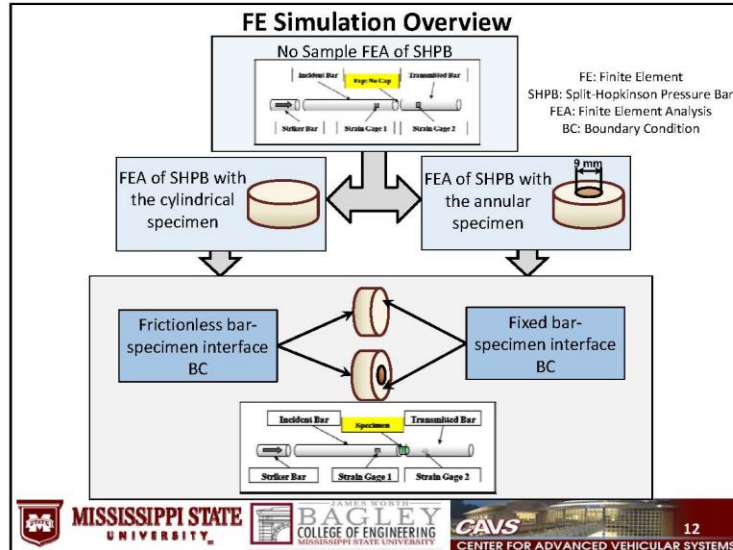 FE Simulation Overview
No Sample FEA of SHPB
Incident Bar
Exp: No Gap
Transmitted Bar
Striker Bar
Strain Gage 1
Strain Gage 2
FE: Finite Element
SHPB: Split-Hopkinson Pressure Bar
FEA: Finite Element Analysis
BC: Boundary Condition
FEA of SHPB with
the cylindrical
specimen
FEA of SHPB with
the annular
specimen
9 mm
Frictionless bar-
specimen interface
BC
Fixed bar-
specimen interface
BC
Incident Bar
Specimen
Transmitted Bar
Striker Bar
Strain Gage 1
Strain Gage 2
STATE
MISSISSIPPI STATE
UNIVERSITY
JAMES WORTH
BAGLEY
COLLEGE OF ENGINEERING
MISSISSIPPI STATE UNIVERSITY
CAVS
12
CENTER FOR ADVANCED VEHICULAR SYSTEMS